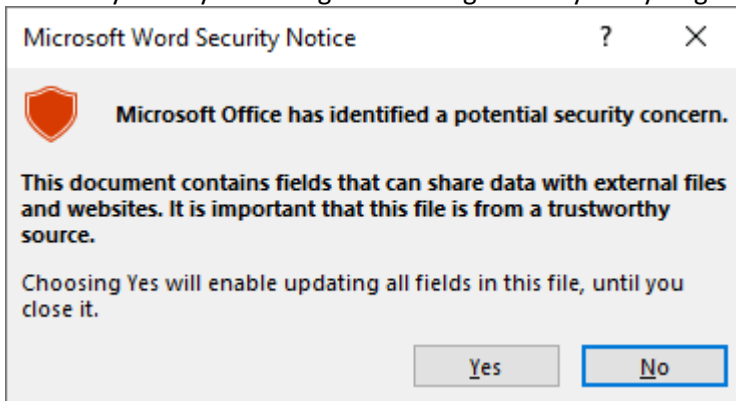 Microsoft Word Security Notice ? ×
Microsoft Office has identified a potential security concern.
This document contains fields that can share data with external files
and websites. It is important that this file is from a trustworthy
source.
Choosing Yes will enable updating all fields in this file, until you
close it.
Yes No